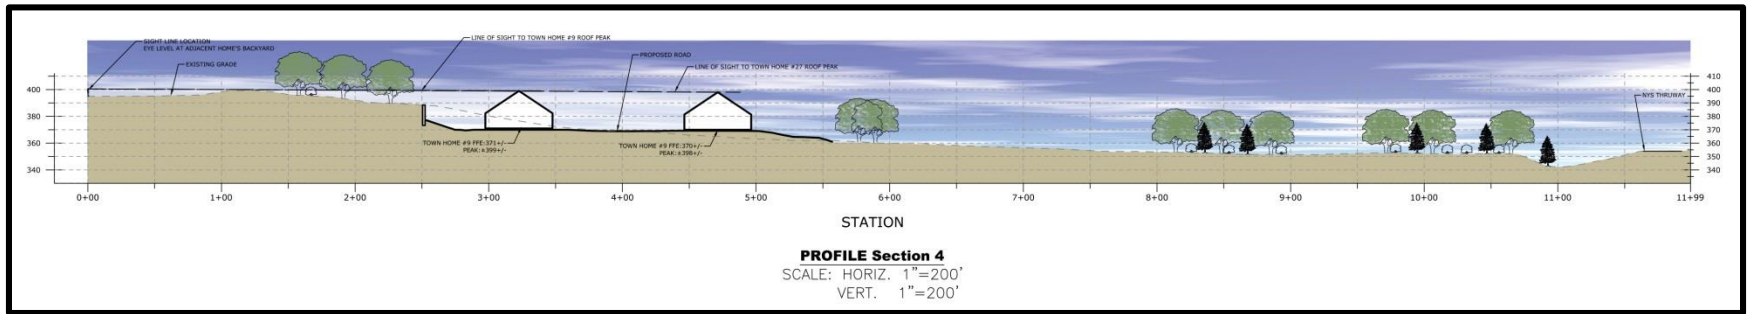 SIGHT LINE LOCATION
EYE LEVEL AT ADJACENT HOME'S BACKYARD
LINE OF SIGHT TO TOWN HOME #9 ROOF PEAK
EXISTING GRADE
PROPOSED ROAD
LINE OF SIGHT TO TOWN HOME #27 ROOF PEAK
NYS THRUWAY
400
380
360
340
410
400
390
380
370
360
350
340
TOWN HOME #9 FFE:371+/-
PEAK:±399+/-
TOWN HOME #9 FFE:370+/-
PEAK:±398+/-
0+00 1+00 2+00 3+00 4+00 5+00 6+00 7+00 8+00 9+00 10+00 11+00 11+99
STATION
PROFILE Section 4
SCALE: HORIZ. 1"=200'
VERT. 1"=200'